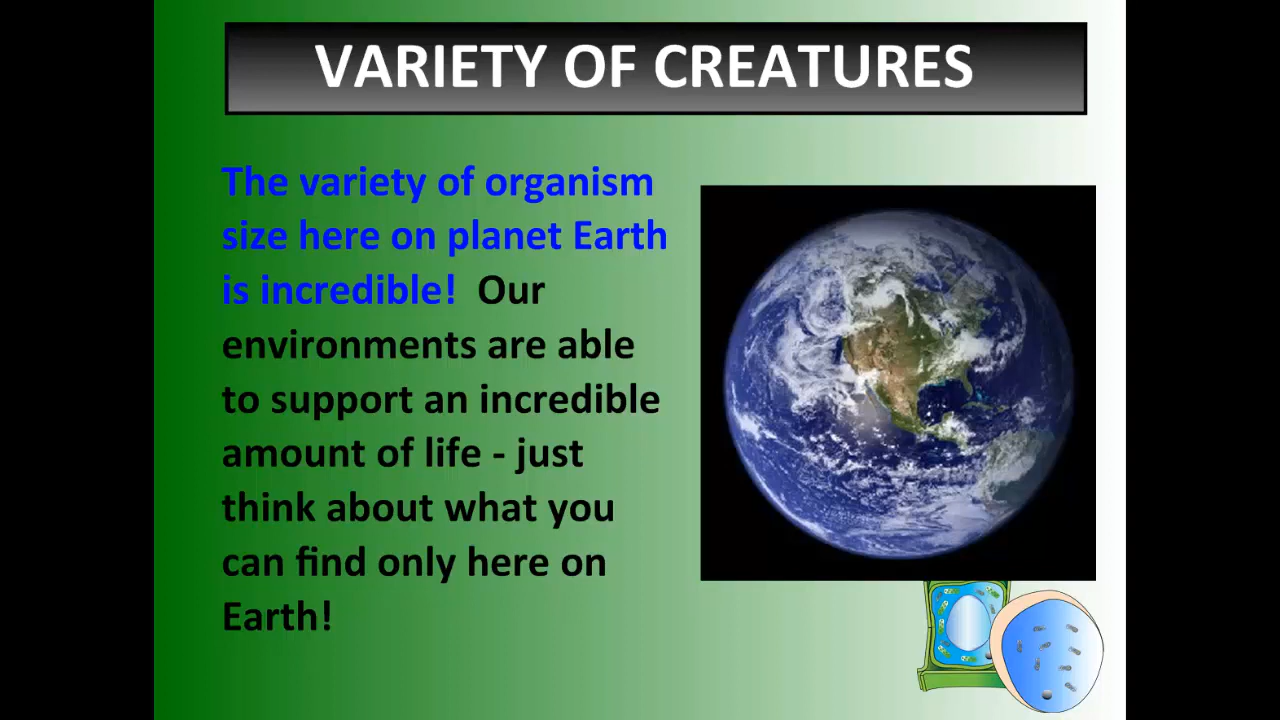 VARIETY OF CREATURES
The variety of organism
size here on planet Earth
is incredible!  Our
environments are able
to support an incredible
amount of life - just
think about what you
can find only here on
Earth!